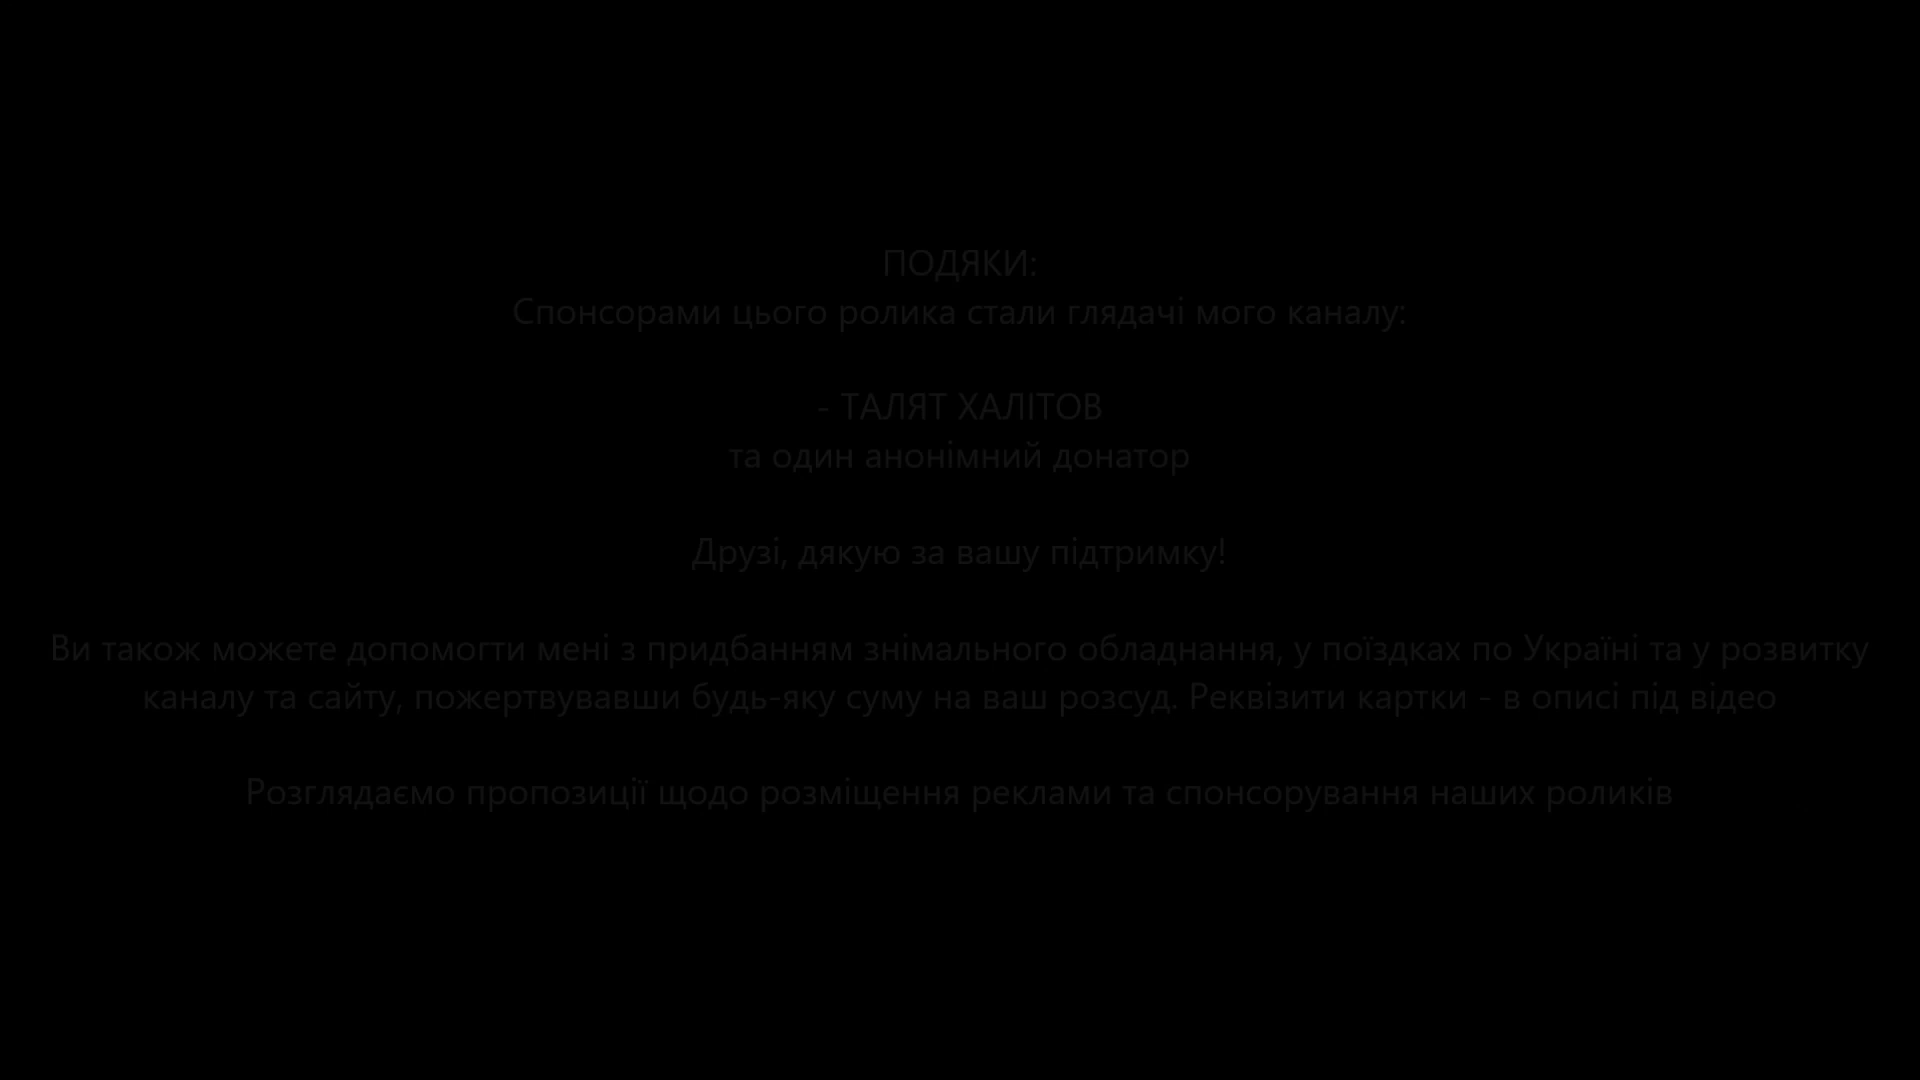 ПОДЯКИ:
Спонсорами цього ролика стали глядачі мого каналу:
- ТАЛЯТ ХАЛІТОВ
та один анонімний донатор
Друзі, дякую за вашу підтримку!
Ви також можете допомогти мені з придбанням знімального обладнання, у поїздках по Україні та у розвитку
каналу та сайту, пожертвувавши будь-яку суму на ваш розсуд. Реквізити картки - в описі під відео
Розглядаємо пропозиції щодо розміщення реклами та спонсорування наших роликів